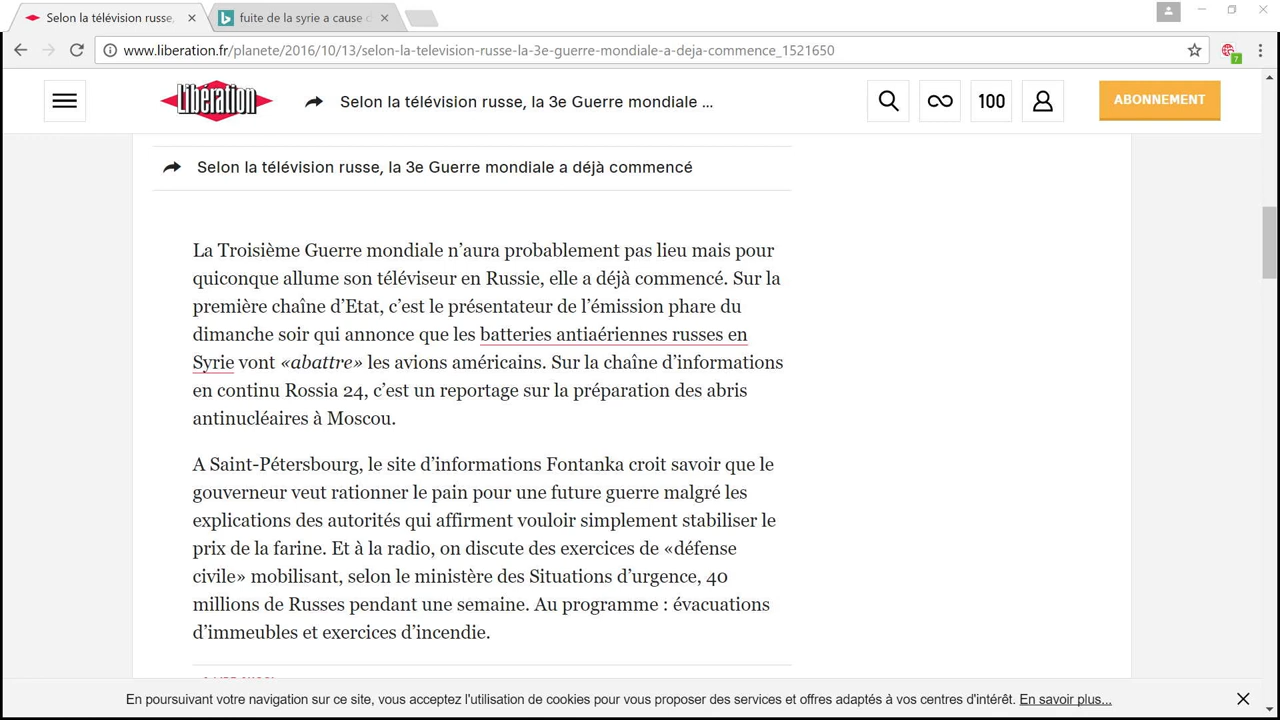 Selon la télévision russe,
fuite de la syrie a cause d
www.liberation.fr/planete/2016/10/13/selon-la-television-russe-la-3e-guerre-mondiale-a-deja-commence_1521650
7
Libération
Selon la télévision russe, la 3e Guerre mondiale ...
100
ABONNEMENT
Selon la télévision russe, la 3e Guerre mondiale a déjà commencé
La Troisième Guerre mondiale n’aura probablement pas lieu mais pour
quiconque allume son téléviseur en Russie, elle a déjà commencé. Sur la
première chaîne d’Etat, c’est le présentateur de l’émission phare du
dimanche soir qui annonce que les batteries antiaériennes russes en
Syrie vont «abattre» les avions américains. Sur la chaîne d’informations
en continu Rossia 24, c’est un reportage sur la préparation des abris
antinucléaires à Moscou.
A Saint-Pétersbourg, le site d’informations Fontanka croit savoir que le
gouverneur veut rationner le pain pour une future guerre malgré les
explications des autorités qui affirment vouloir simplement stabiliser le
prix de la farine. Et à la radio, on discute des exercices de «défense
civile» mobilisant, selon le ministère des Situations d’urgence, 40
millions de Russes pendant une semaine. Au programme : évacuations
d’immeubles et exercices d’incendie.
En poursuivant votre navigation sur ce site, vous acceptez l'utilisation de cookies pour vous proposer des services et offres adaptés à vos centres d'intérêt. En savoir plus...